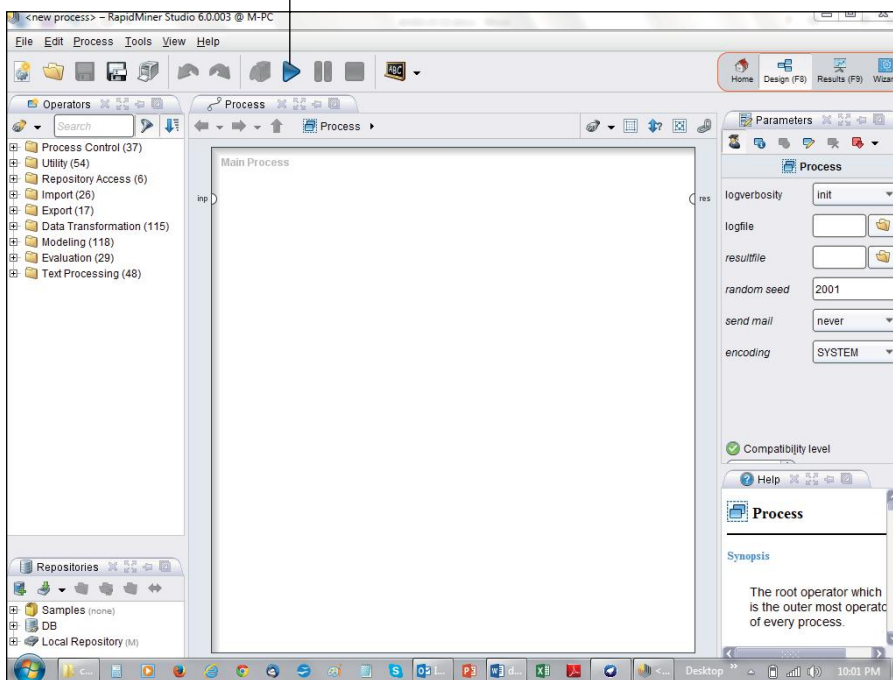 <new process> – RapidMiner Studio 6.0.003 @ M-PC
File Edit Process Tools View Help
ABC
Home Design (F8) Results (F9) Wizar
Operators
Process
Parameters
Search
Process
Process Control (37)
Utility (54)
Repository Access (6)
Import (26)
Export (17)
Data Transformation (115)
Modeling (118)
Evaluation (29)
Text Processing (48)
Main Process
inp
res
Process
logverbosity init
logfile
resultfile
random seed 2001
send mail never
encoding SYSTEM
Compatibility level
Help
Process
Synopsis
The root operator which
is the outer most operato
of every process.
Repositories
Samples (none)
DB
Local Repository (M)
Desktop
10:01 PM